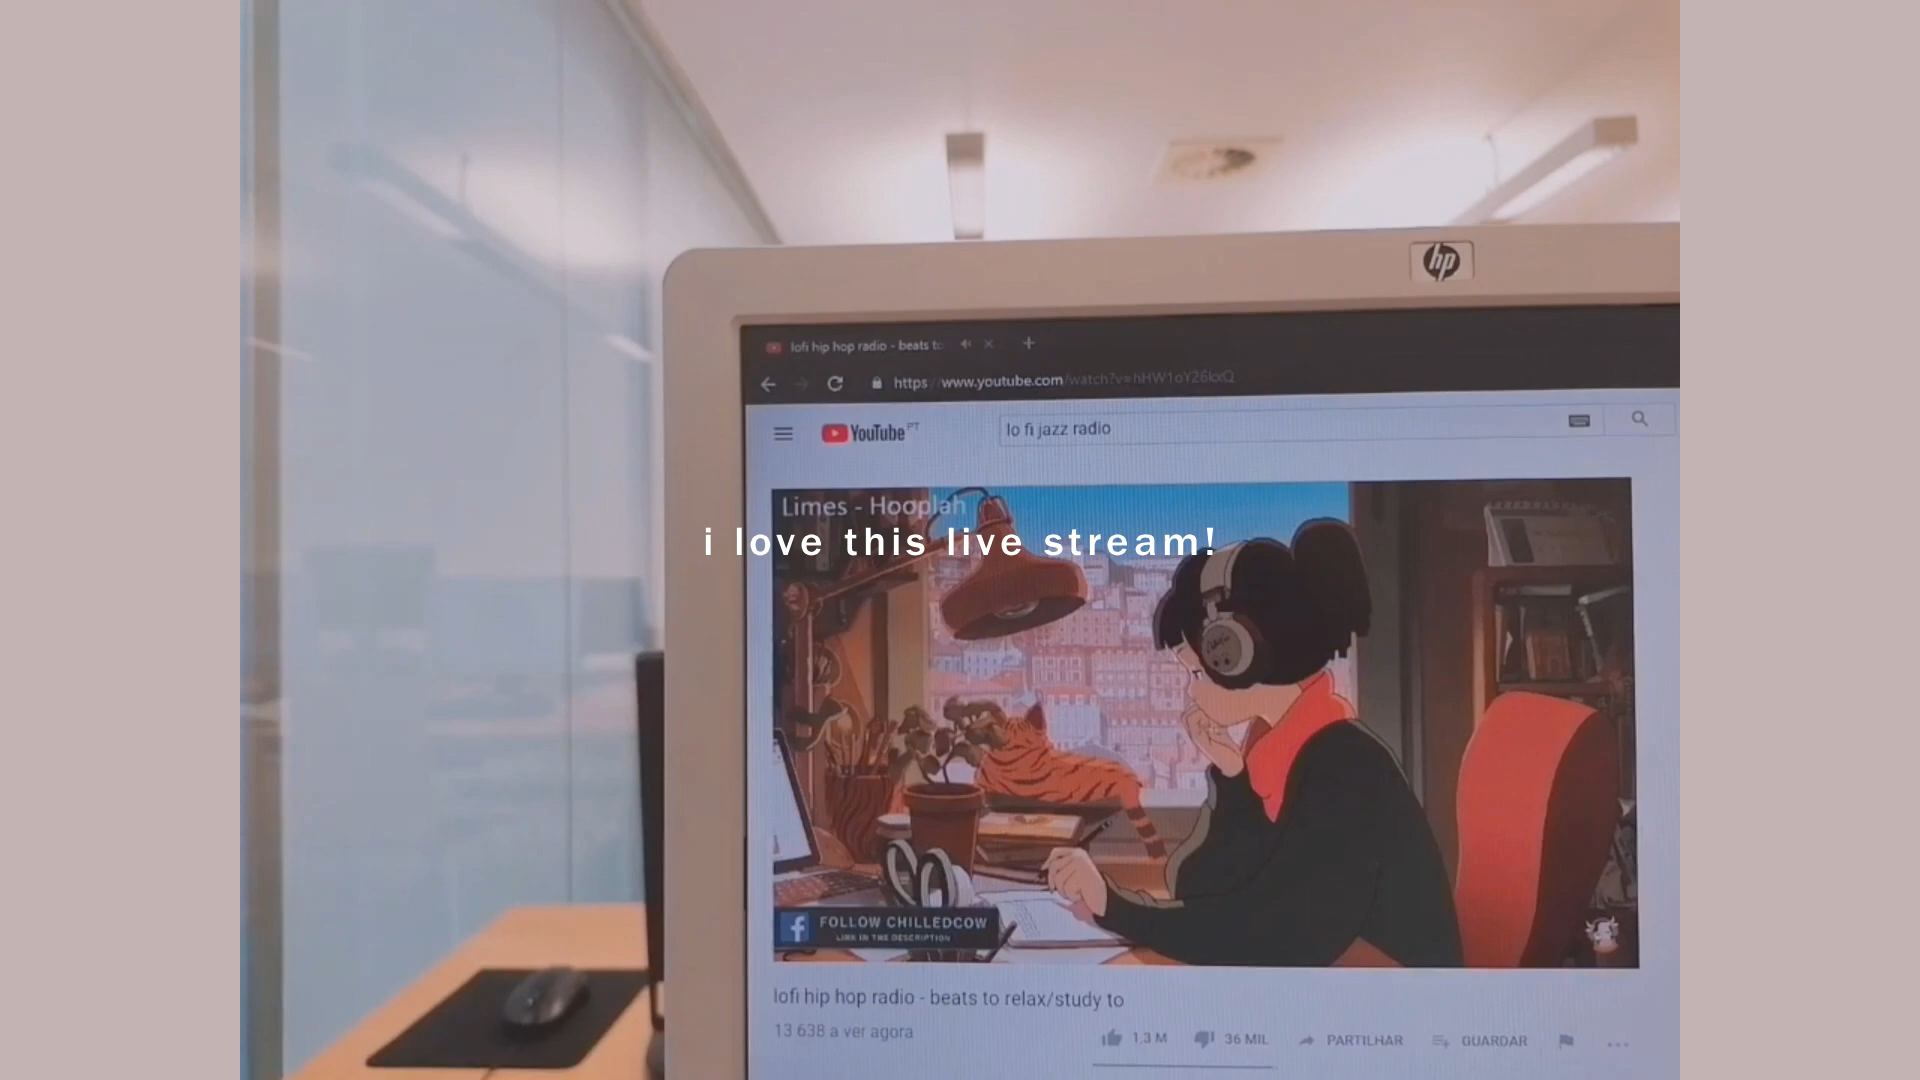 hp
lofi hip hop radio - beats to
https://www.youtube.com/watch?v=hHW1oY26kxQ
YouTube PT
lo fi jazz radio
Limes - Hooplah
i love this live stream!
FOLLOW CHILLEDCOW
LINK IN THE DESCRIPTION
lofi hip hop radio - beats to relax/study to
13 638 a ver agora
1,3 M 36 MIL PARTILHAR GUARDAR